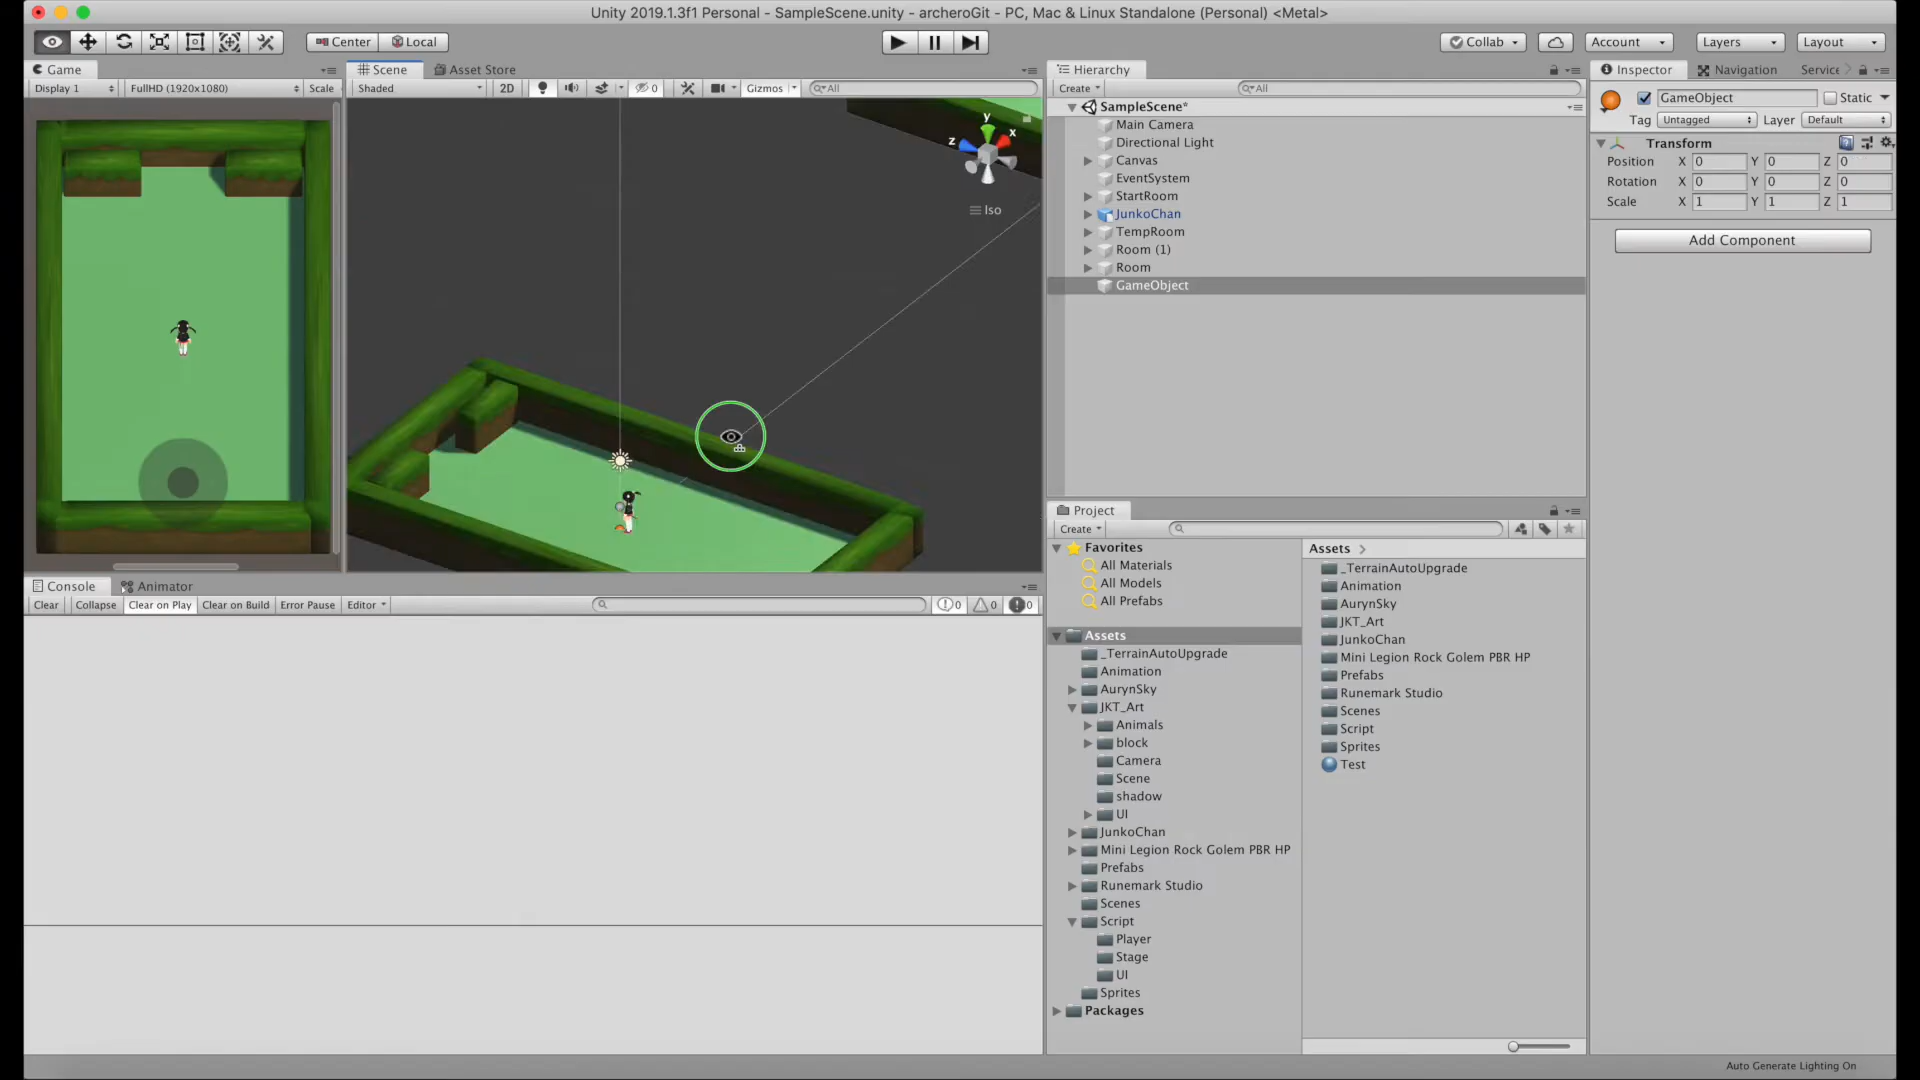 Unity 2019.1.3f1 Personal - SampleScene.unity - archeroGit - PC, Mac & Linux Standalone (Personal) <Metal>
Center Local Collab Account Layers Layout
Game Scene Asset Store
Display 1 FullHD (1920x1080) Scale Shaded 2D 0 Gizmos All
y
x
z
Iso
Hierarchy
Create All
SampleScene*
Main Camera
Directional Light
Canvas
EventSystem
StartRoom
JunkoChan
TempRoom
Room (1)
Room
GameObject
Inspector Navigation Service
GameObject Static
Tag Untagged Layer Default
Transform
Position X 0 Y 0 Z 0
Rotation X 0 Y 0 Z 0
Scale X 1 Y 1 Z 1
Add Component
Console Animator
Clear Collapse Clear on Play Clear on Build Error Pause Editor 0 0 0
Project
Create
Favorites
All Materials
All Models
All Prefabs
Assets
_TerrainAutoUpgrade
Animation
AurynSky
JKT_Art
Animals
block
Camera
Scene
shadow
UI
JunkoChan
Mini Legion Rock Golem PBR HP
Prefabs
Runemark Studio
Scenes
Script
Player
Stage
UI
Sprites
Packages
Assets
_TerrainAutoUpgrade
Animation
AurynSky
JKT_Art
JunkoChan
Mini Legion Rock Golem PBR HP
Prefabs
Runemark Studio
Scenes
Script
Sprites
Test
Auto Generate Lighting On